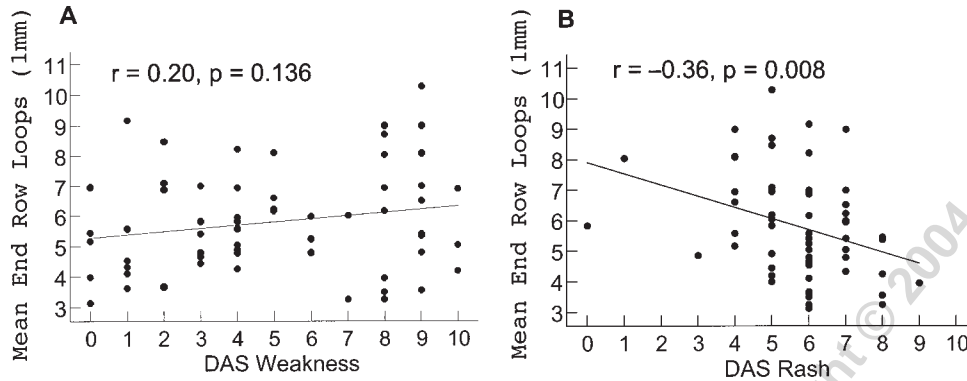 A
Mean End Row Loops (1mm)
r = 0.20, p = 0.136
11
10
9
8
7
6
5
4
3
0 1 2 3 4 5 6 7 8 9 10
DAS Weakness
B
Mean End Row Loops (1mm)
r = –0.36, p = 0.008
11
10
9
8
7
6
5
4
3
0 1 2 3 4 5 6 7 8 9 10
DAS Rash
© 2004